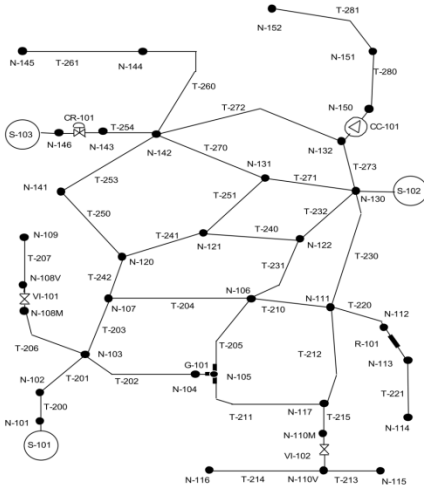 T-281
N-152
N-151
N-145
T-261
N-144
T-280
T-260
N-150
CR-101
T-272
CC-101
S-103
T-254
N-132
N-146
N-143
N-142
T-270
N-131
T-273
T-253
T-271
N-130
S-102
N-141
T-251
T-250
T-232
T-241
T-240
N-109
N-121
N-122
T-230
T-207
N-120
T-231
N-108V
T-242
N-106
VI-101
N-111
T-220
N-108M
N-107
T-204
T-210
N-112
T-203
R-101
T-206
N-103
T-205
T-212
N-113
G-101
N-102
T-201
T-202
N-105
N-104
T-221
T-200
N-117
T-211
T-215
N-114
N-101
N-110M
S-101
VI-102
N-116
T-214
N-110V
T-213
N-115